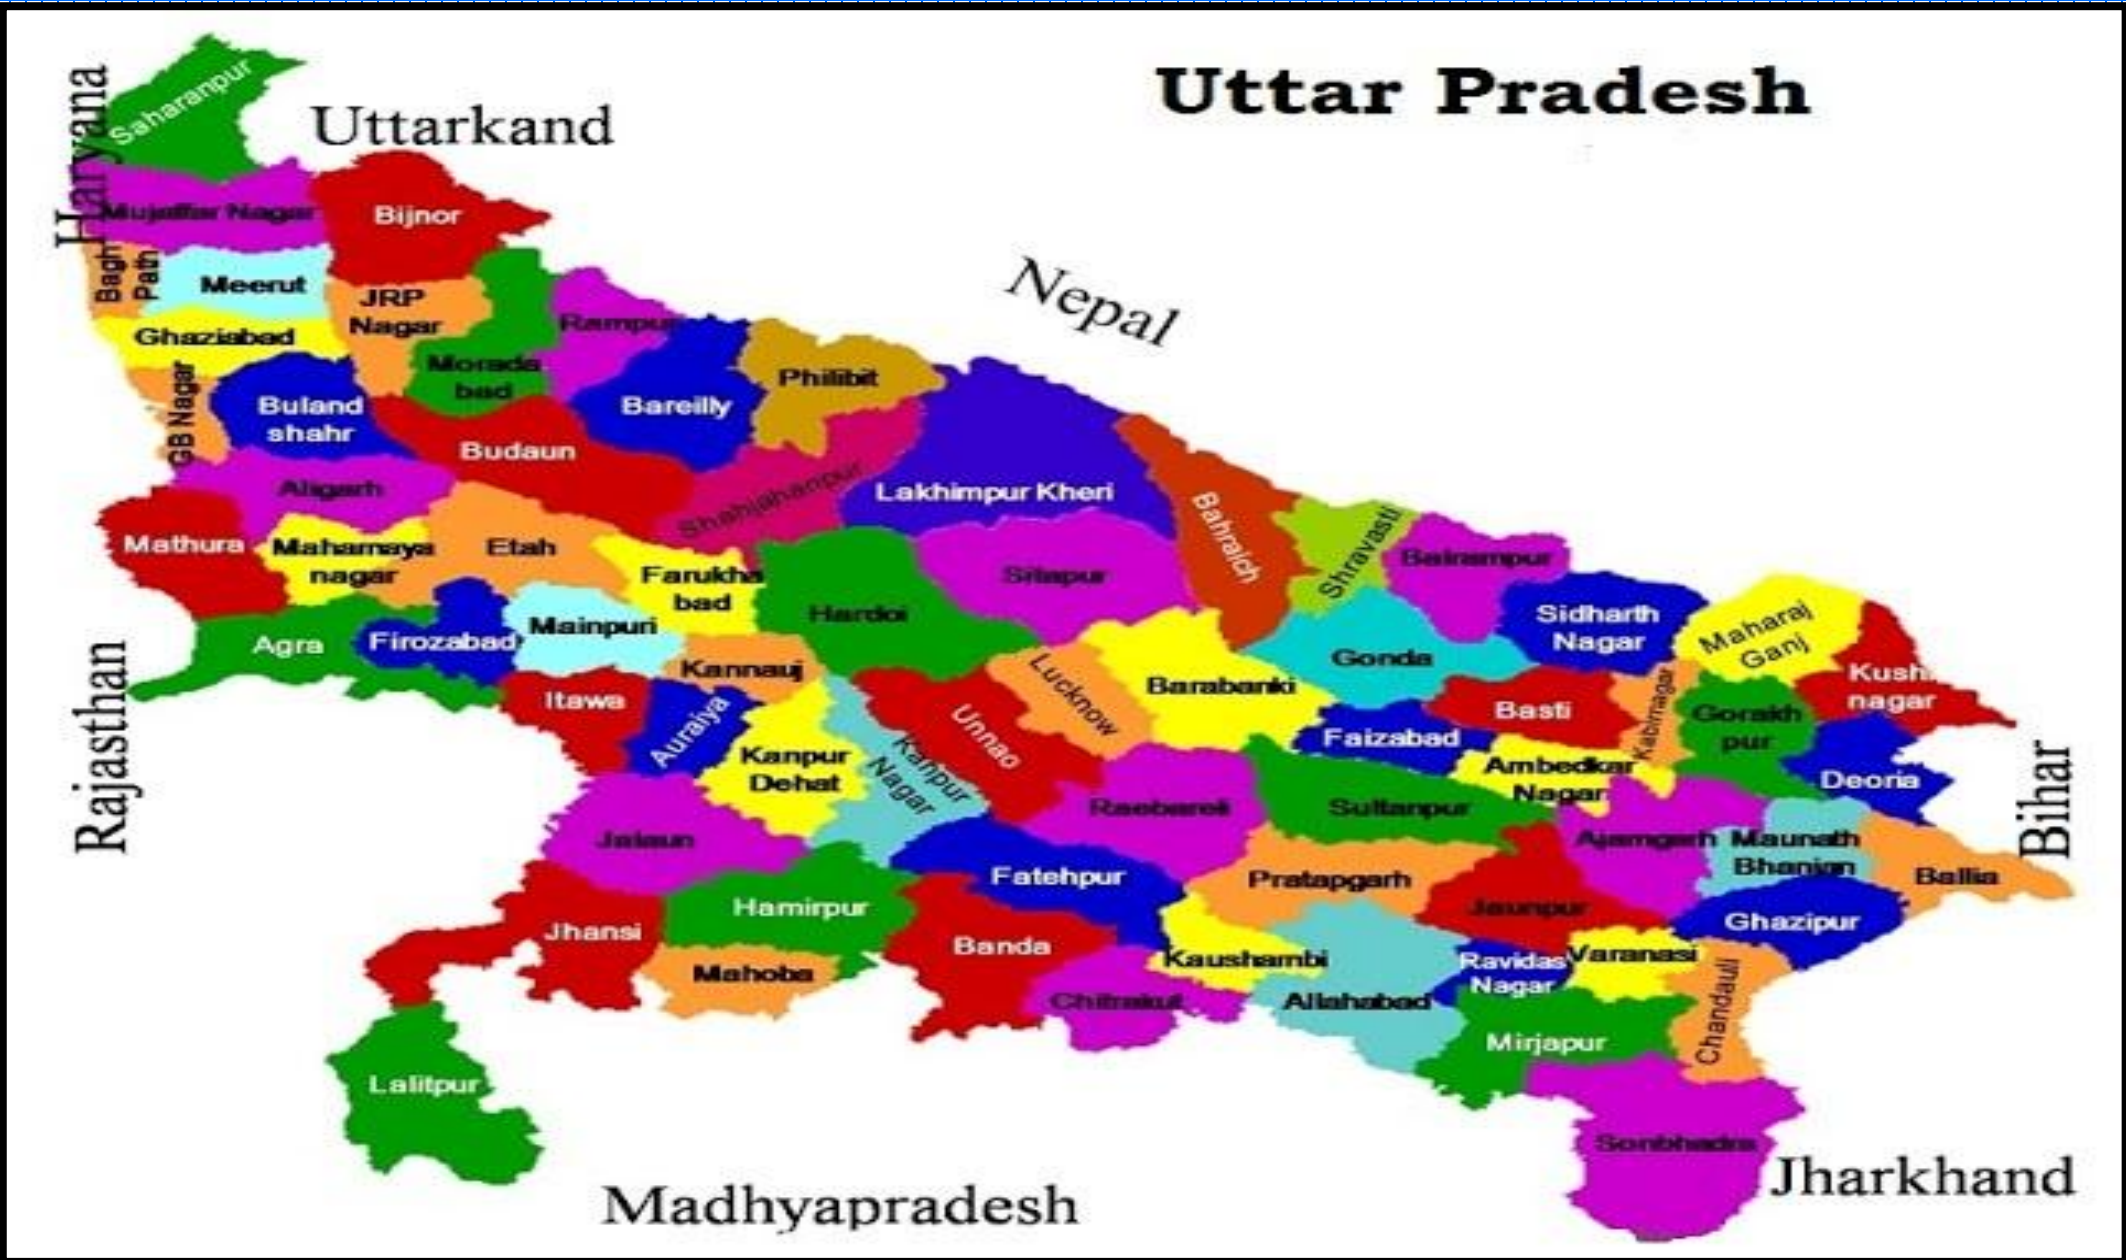 Uttar Pradesh
Haryana
Saharanpur
Uttarkand
Mujaffar Nagar
Bijnor
Bagh
Path
Meerut
JRP
Nagar
Ghaziabad
Rampur
Nepal
Morada
bad
GB Nagar
Buland
shahr
Bareilly
Philibit
Budaun
Aligarh
Shahjahanpur
Lakhimpur Kheri
Bahraich
Shravasti
Balrampur
Mathura
Mahamaya
nagar
Etah
Farukha
bad
Sitapur
Hardoi
Sidharth
Nagar
Maharaj
Ganj
Agra
Firozabad
Mainpuri
Kannauj
Lucknow
Barabanki
Gonda
Kushi
nagar
Rajasthan
Itawa
Auraiya
Kanpur
Dehat
Kanpur
Nagar
Unnao
Faizabad
Basti
Kabirnagar
Gorakh
pur
Ambedkar
Nagar
Deoria
Bihar
Jalaun
Raebareli
Sultanpur
Ajamgarh
Maunath
Bhanjan
Ballia
Fatehpur
Pratapgarh
Jaunpur
Ghazipur
Hamirpur
Jhansi
Banda
Mahoba
Kaushambi
Chitrakut
Allahabad
Ravidas
Nagar
Varanasi
Chandauli
Mirjapur
Lalitpur
Sonbhadra
Jharkhand
Madhyapradesh